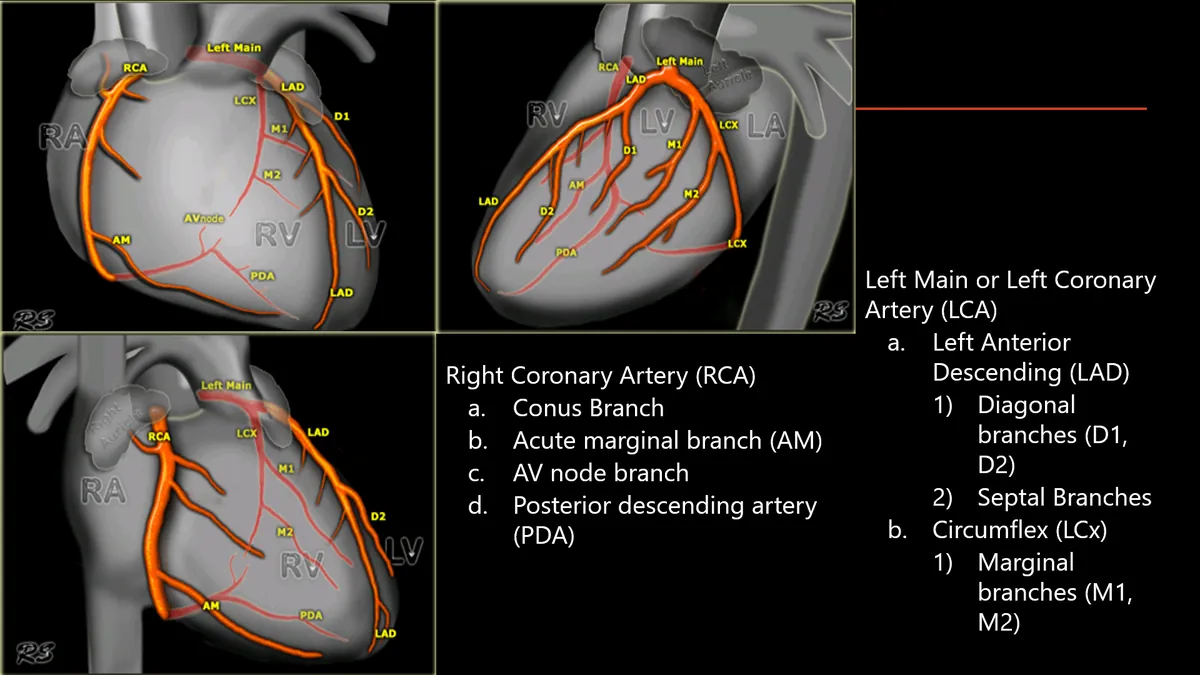 Left Main
RCA
LAD
LCX
D1
M1
RA
M2
AVnode
D2
RV
LV
AM
PDA
LAD
RS
Left Main
RCA
LAD
Left
Auricle
RV
LV
LCX
LA
M1
D1
AM
M2
LAD
D2
LCX
PDA
RS
Left Main
Right
Auricle
RCA
LCX
LAD
M1
RA
D2
M2
LV
RV
AM
PDA
LAD
RS
Right Coronary Artery (RCA)
a. Conus Branch
b. Acute marginal branch (AM)
c. AV node branch
d. Posterior descending artery
(PDA)
Left Main or Left Coronary
Artery (LCA)
a. Left Anterior
Descending (LAD)
1) Diagonal
branches (D1,
D2)
2) Septal Branches
b. Circumflex (LCx)
1) Marginal
branches (M1,
M2)